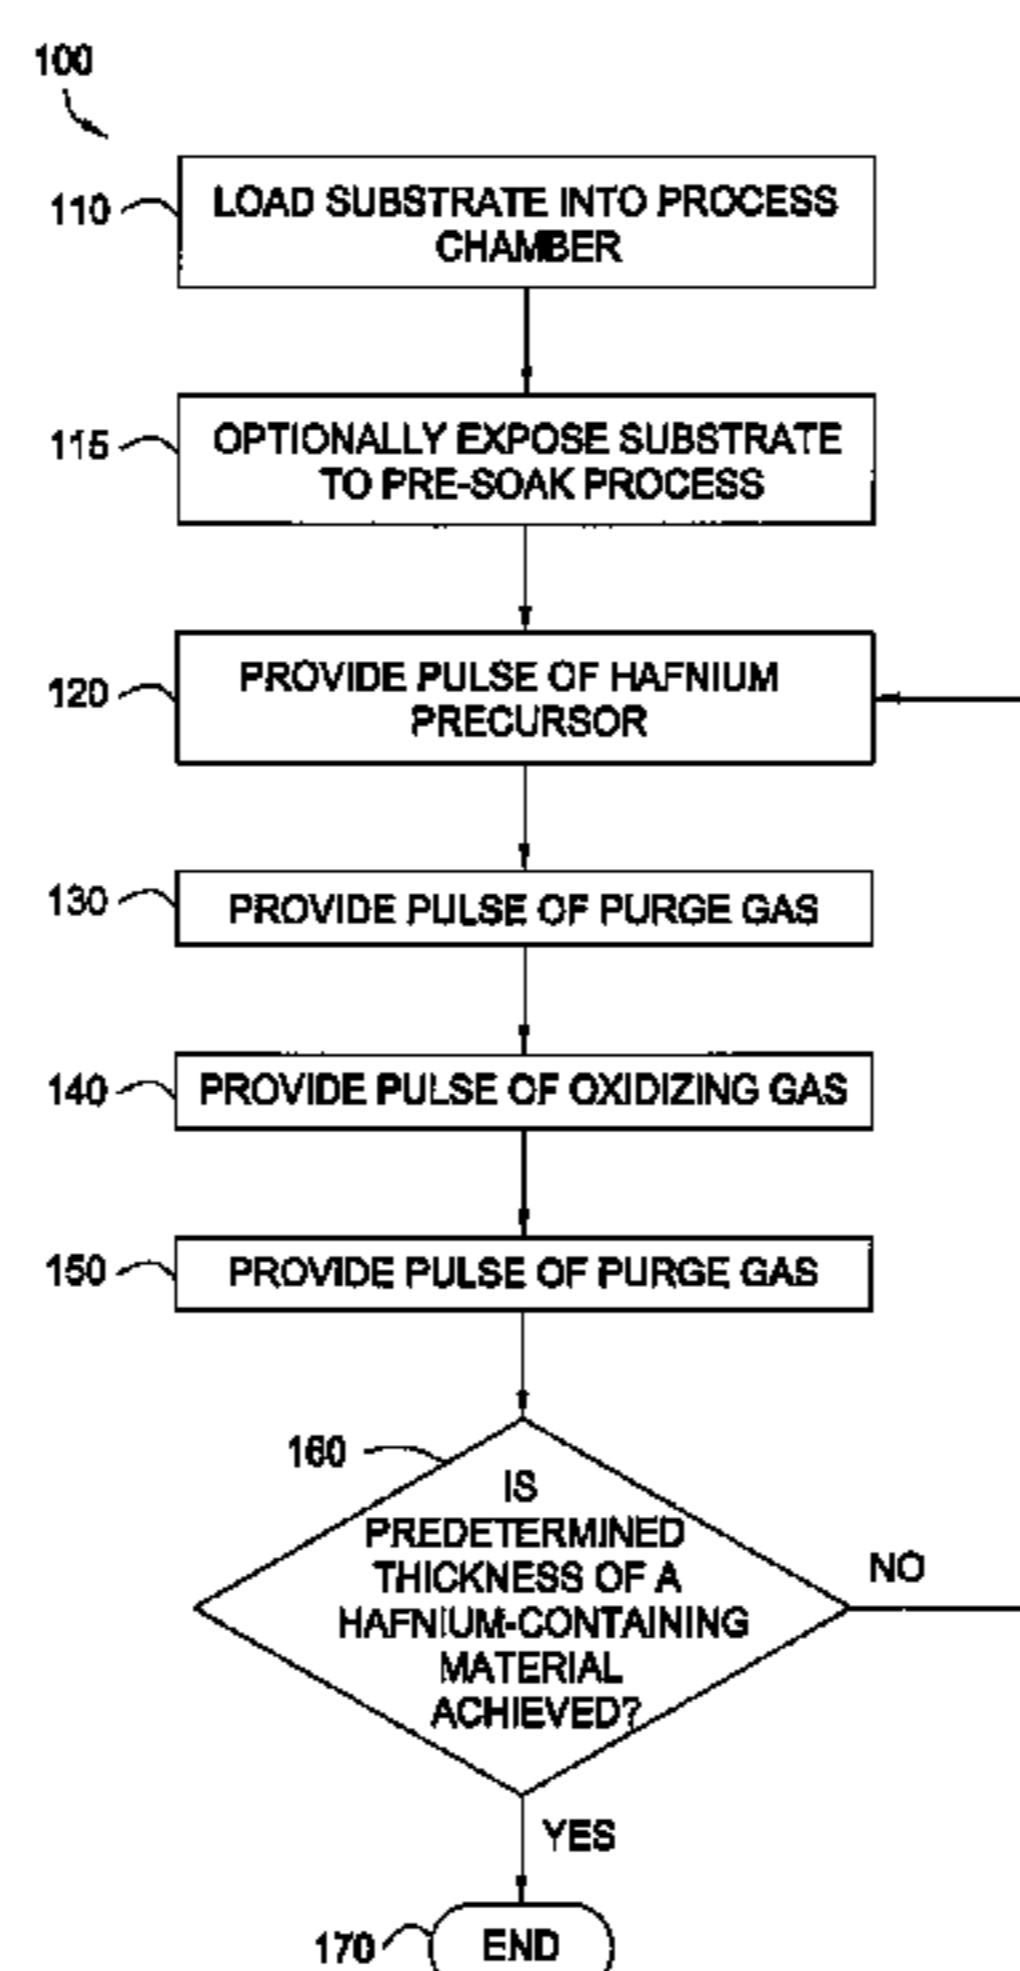 100
110
LOAD SUBSTRATE INTO PROCESS
CHAMBER
115
OPTIONALLY EXPOSE SUBSTRATE
TO PRE-SOAK PROCESS
120
PROVIDE PULSE OF HAFNIUM
PRECURSOR
130
PROVIDE PULSE OF PURGE GAS
140
PROVIDE PULSE OF OXIDIZING GAS
150
PROVIDE PULSE OF PURGE GAS
160
IS
PREDETERMINED
THICKNESS OF A
HAFNIUM-CONTAINING
MATERIAL
ACHIEVED?
NO
YES
170
END